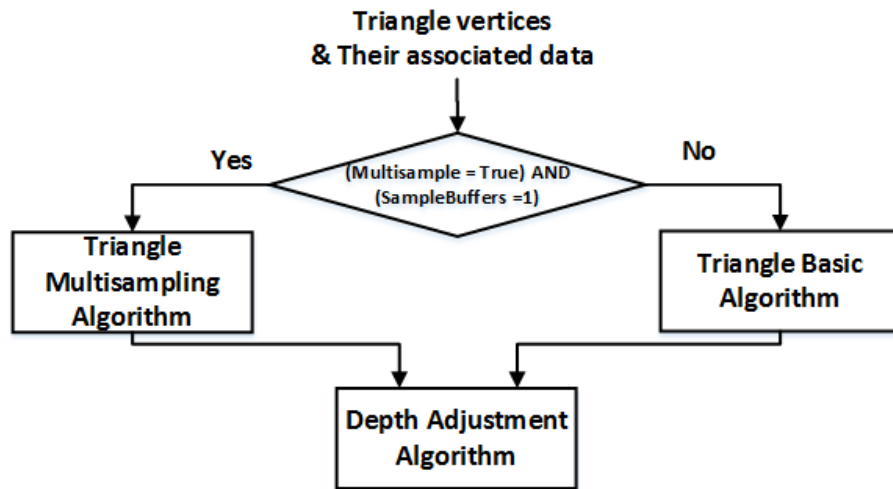 Triangle vertices
& Their associated data
Yes
(Multisample = True) AND
(SampleBuffers =1)
No
Triangle
Multisampling
Algorithm
Triangle Basic
Algorithm
Depth Adjustment
Algorithm